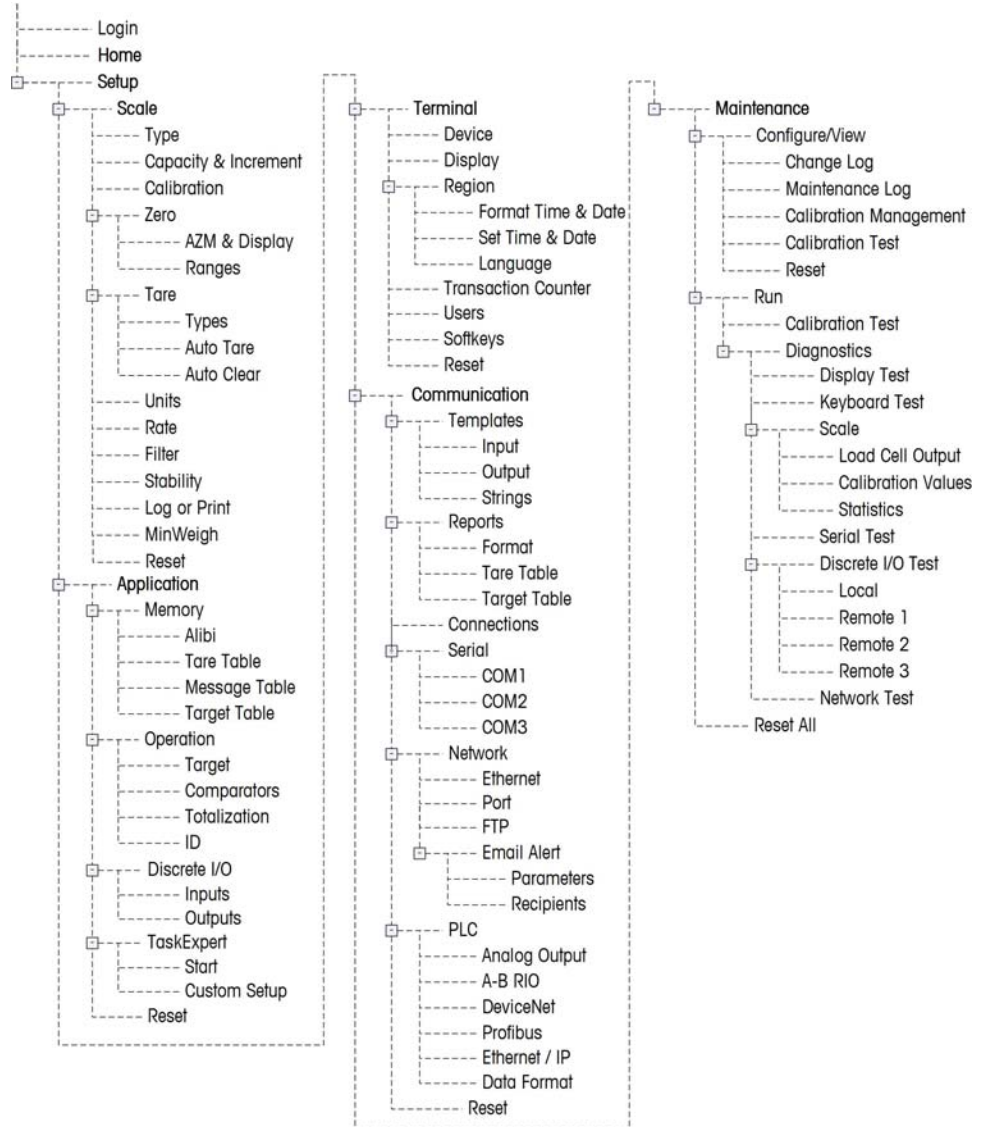 Login
Home
Setup
Scale
Type
Capacity & Increment
Calibration
Zero
AZM & Display
Ranges
Tare
Types
Auto Tare
Auto Clear
Units
Rate
Filter
Stability
Log or Print
MinWeigh
Reset
Application
Memory
Alibi
Tare Table
Message Table
Target Table
Operation
Target
Comparators
Totalization
ID
Discrete I/O
Inputs
Outputs
TaskExpert
Start
Custom Setup
Reset
Terminal
Device
Display
Region
Format Time & Date
Set Time & Date
Language
Transaction Counter
Users
Softkeys
Reset
Communication
Templates
Input
Output
Strings
Reports
Format
Tare Table
Target Table
Connections
Serial
COM1
COM2
COM3
Network
Ethernet
Port
FTP
Email Alert
Parameters
Recipients
PLC
Analog Output
A-B RIO
DeviceNet
Profibus
Ethernet / IP
Data Format
Reset
Maintenance
Configure/View
Change Log
Maintenance Log
Calibration Management
Calibration Test
Reset
Run
Calibration Test
Diagnostics
Display Test
Keyboard Test
Scale
Load Cell Output
Calibration Values
Statistics
Serial Test
Discrete I/O Test
Local
Remote 1
Remote 2
Remote 3
Network Test
Reset All